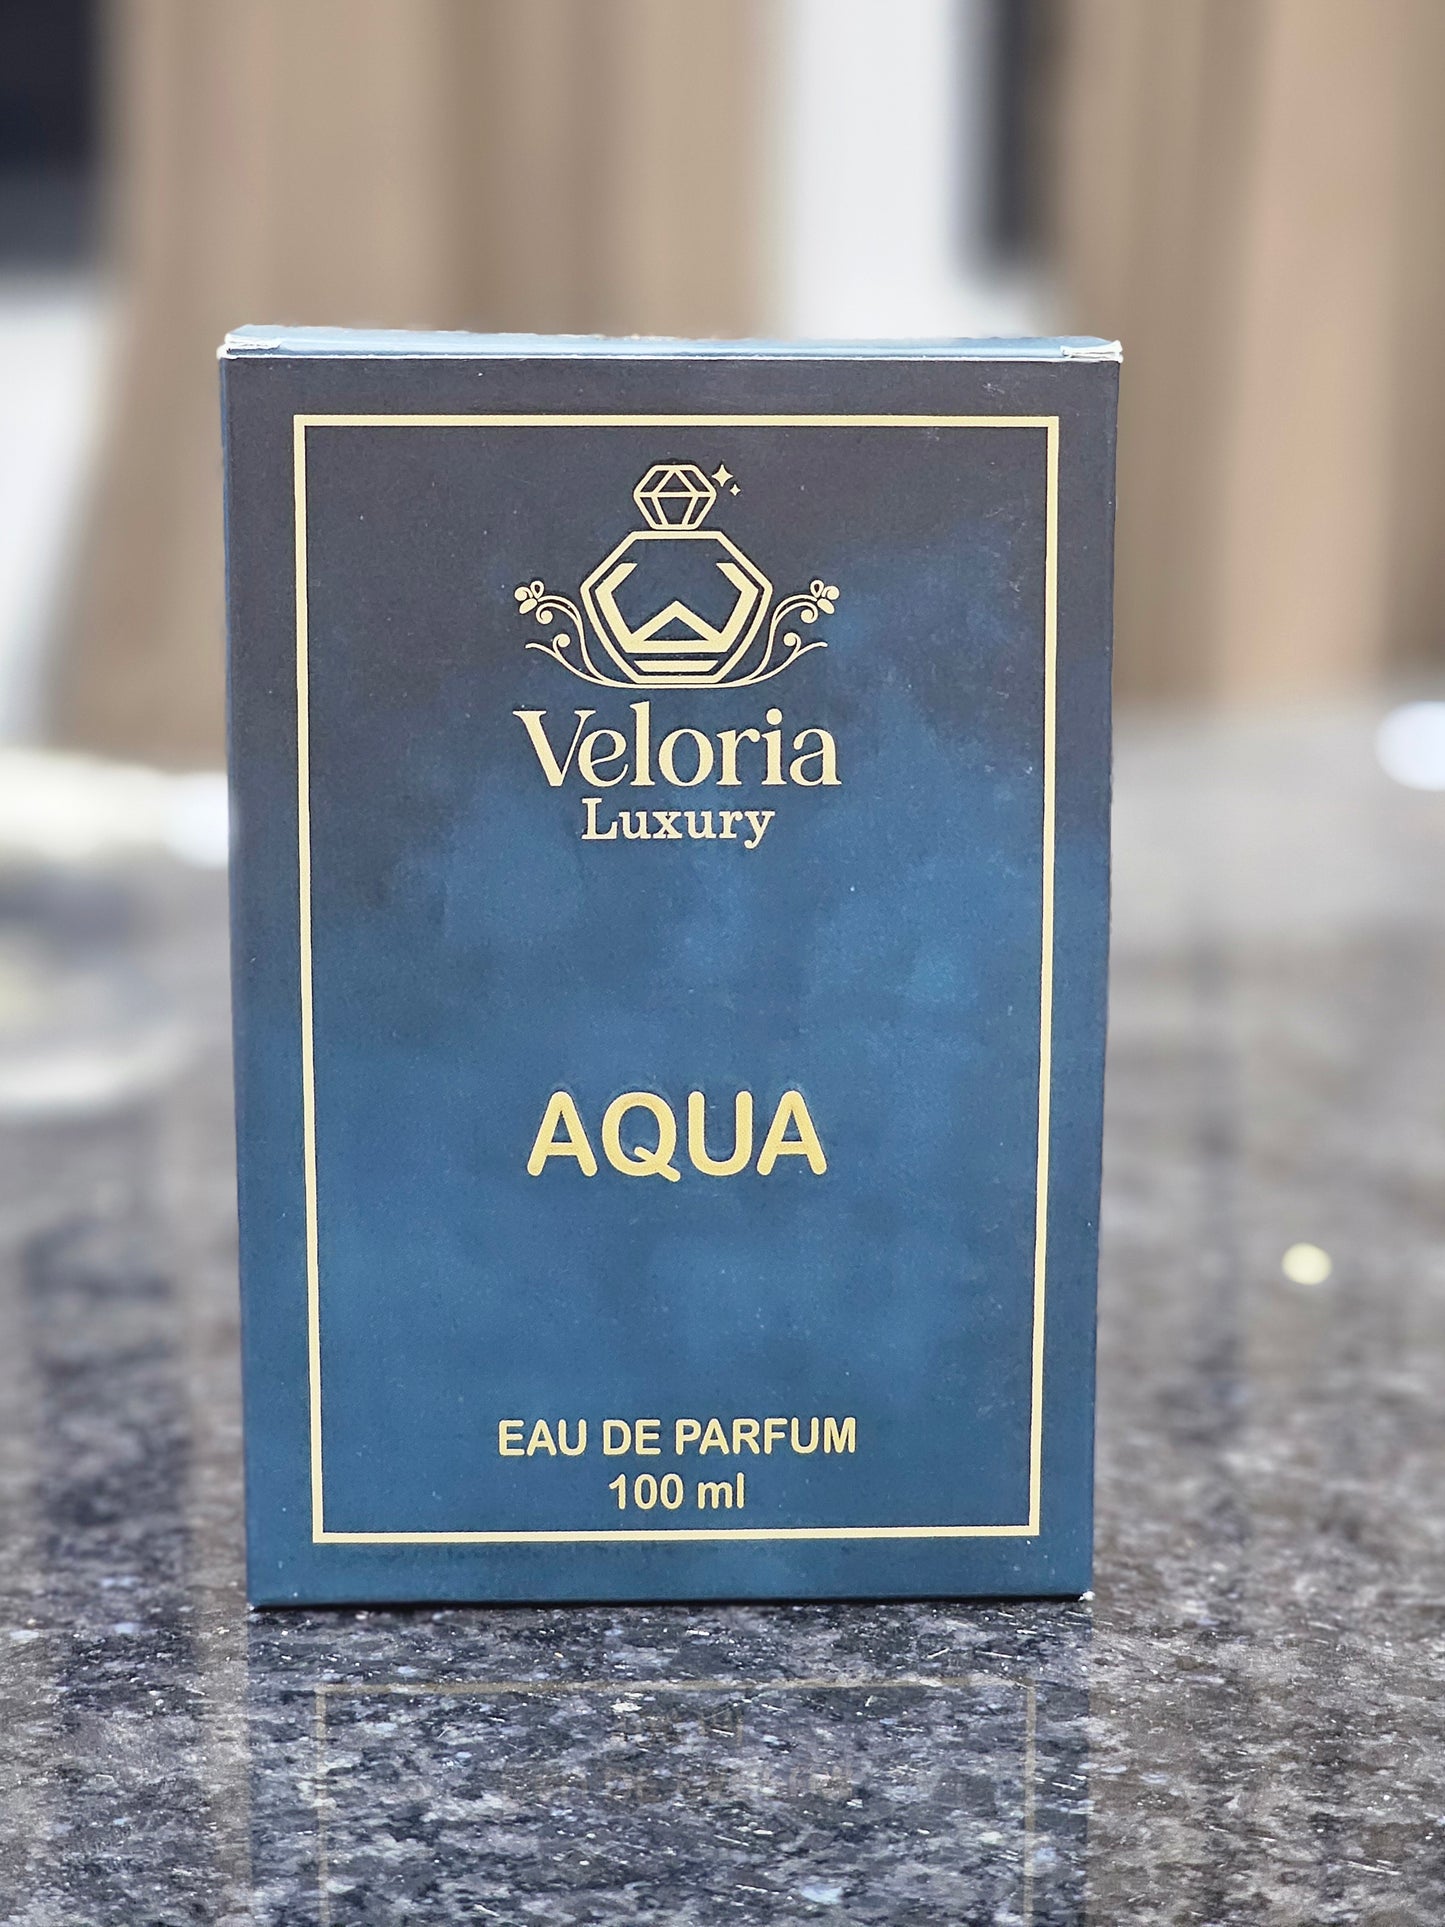 Veloria
Luxury
AQUA
EAU DE PARFUM
100 ml